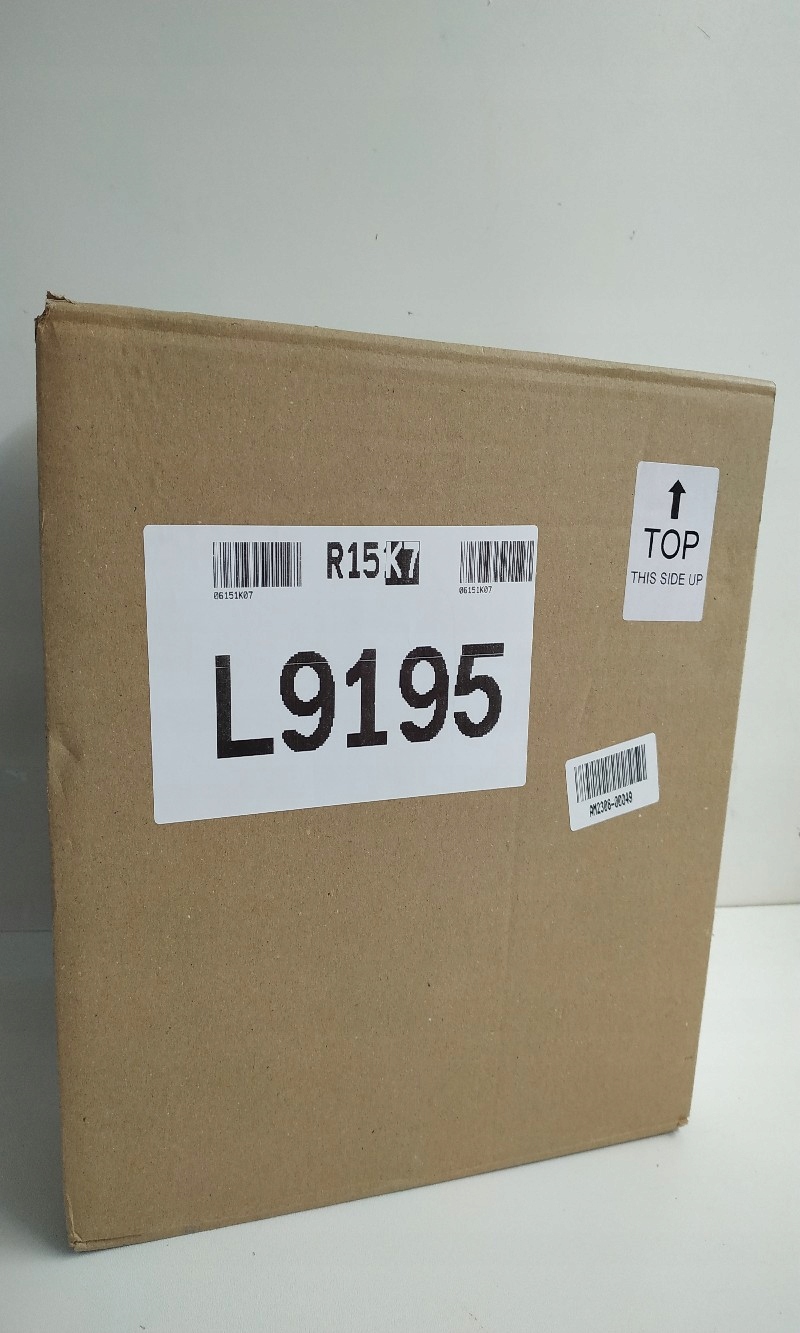 R15K7
06151K07
06151K07
L9195
TOP
THIS SIDE UP
AM2306-00349